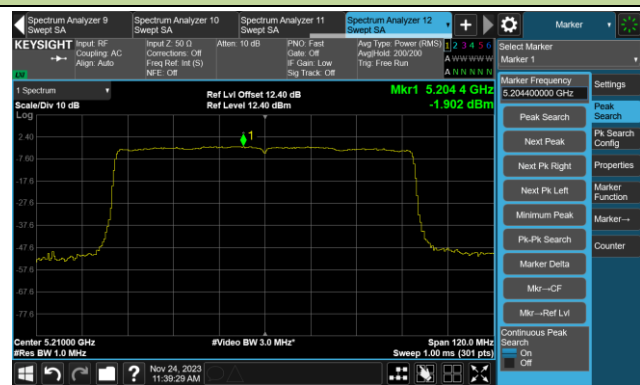 Spectrum Analyzer 9
Swept SA
Spectrum Analyzer 10
Swept SA
Spectrum Analyzer 11
Swept SA
Spectrum Analyzer 12
Swept SA
Marker
KEYSIGHT
Input: RF
Coupling: AC
Align: Auto
Input Z: 50 Ω
Corrections: Off
Freq Ref: Int (S)
NFE: Off
Atten: 10 dB
PNO: Fast
Gate: Off
IF Gain: Low
Sig Track: Off
Avg Type: Power (RMS)
Avg|Hold: 200/200
Trig: Free Run
1 2 3 4 5 6
A W W W W W
A N N N N N
LXI
Select Marker
Marker 1
1 Spectrum
Scale/Div 10 dB
Log
Ref Lvl Offset 12.40 dB
Ref Level 12.40 dBm
Mkr1 5.204 4 GHz
-1.902 dBm
1
2.40
-7.60
-17.6
-27.6
-37.6
-47.6
-57.6
-67.6
-77.6
Center 5.21000 GHz
#Res BW 1.0 MHz
#Video BW 3.0 MHz*
Span 120.0 MHz
Sweep 1.00 ms (301 pts)
Marker Frequency
5.204400000 GHz
Peak Search
Next Peak
Next Pk Right
Next Pk Left
Minimum Peak
Pk-Pk Search
Marker Delta
Mkr→CF
Mkr→Ref Lvl
Continuous Peak
Search
On
Off
Settings
Peak
Search
Pk Search
Config
Properties
Marker
Function
Marker→
Counter
Nov 24, 2023
11:39:29 AM